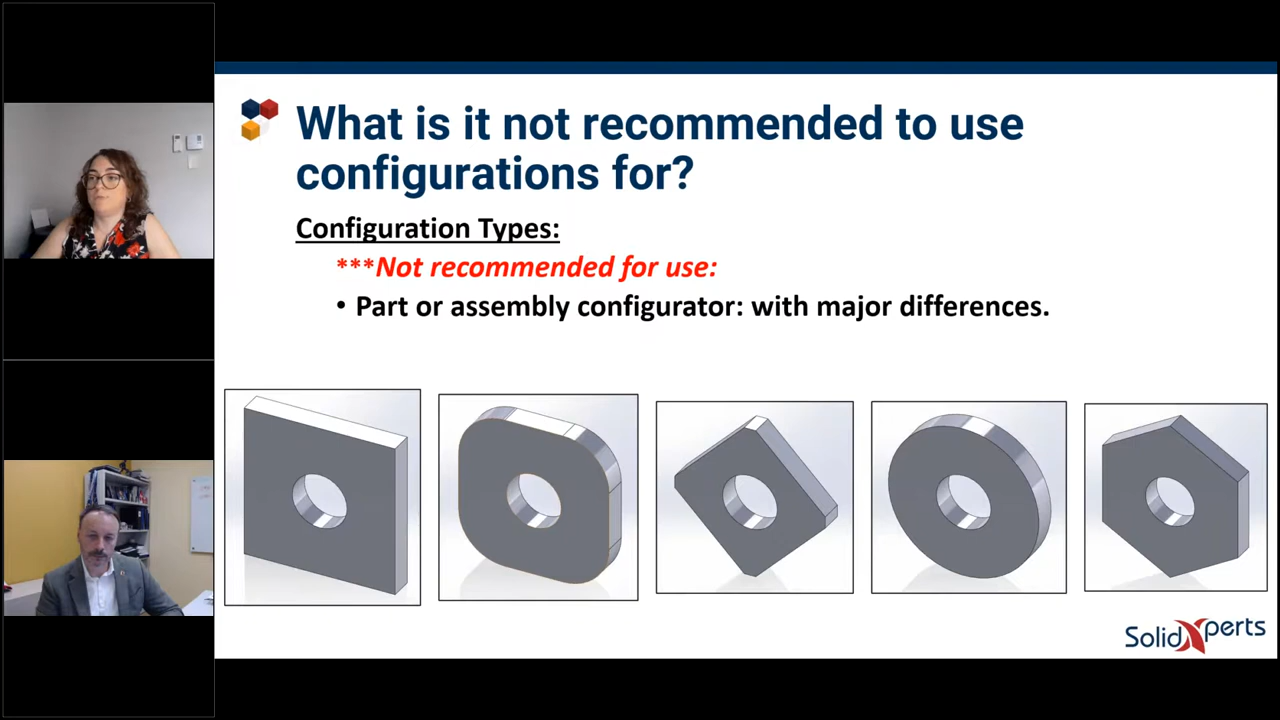 What is it not recommended to use
configurations for?
Configuration Types:
***Not recommended for use:
• Part or assembly configurator: with major differences.
SolidXperts